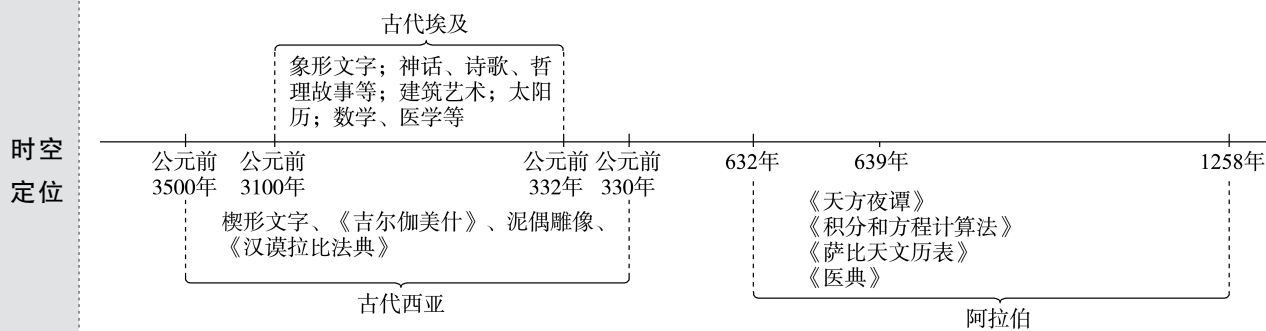 古代埃及
象形文字；神话、诗歌、哲
理故事等；建筑艺术；太阳
历；数学、医学等
时空
定位
公元前
3500年
公元前
3100年
公元前
332年
公元前
330年
632年
639年
1258年
楔形文字、《吉尔伽美什》、泥偶雕像、
《汉谟拉比法典》
古代西亚
《天方夜谭》
《积分和方程计算法》
《萨比天文历表》
《医典》
阿拉伯